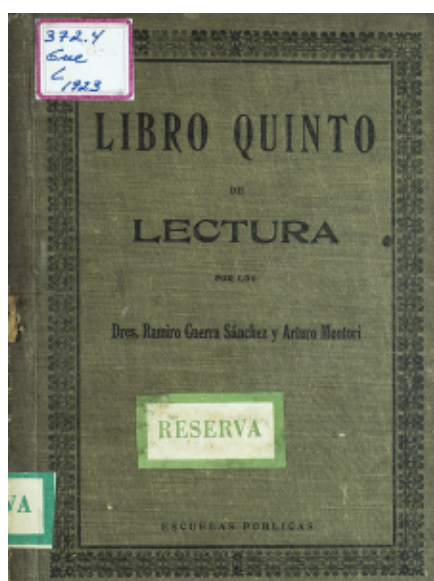 372.4
Gue
L
1923
LIBRO QUINTO
DE
LECTURA
POR LOS
Dres. Ramiro Guerra Sánchez y Arturo Montori
RESERVA
VA
ESCUELAS PUBLICAS